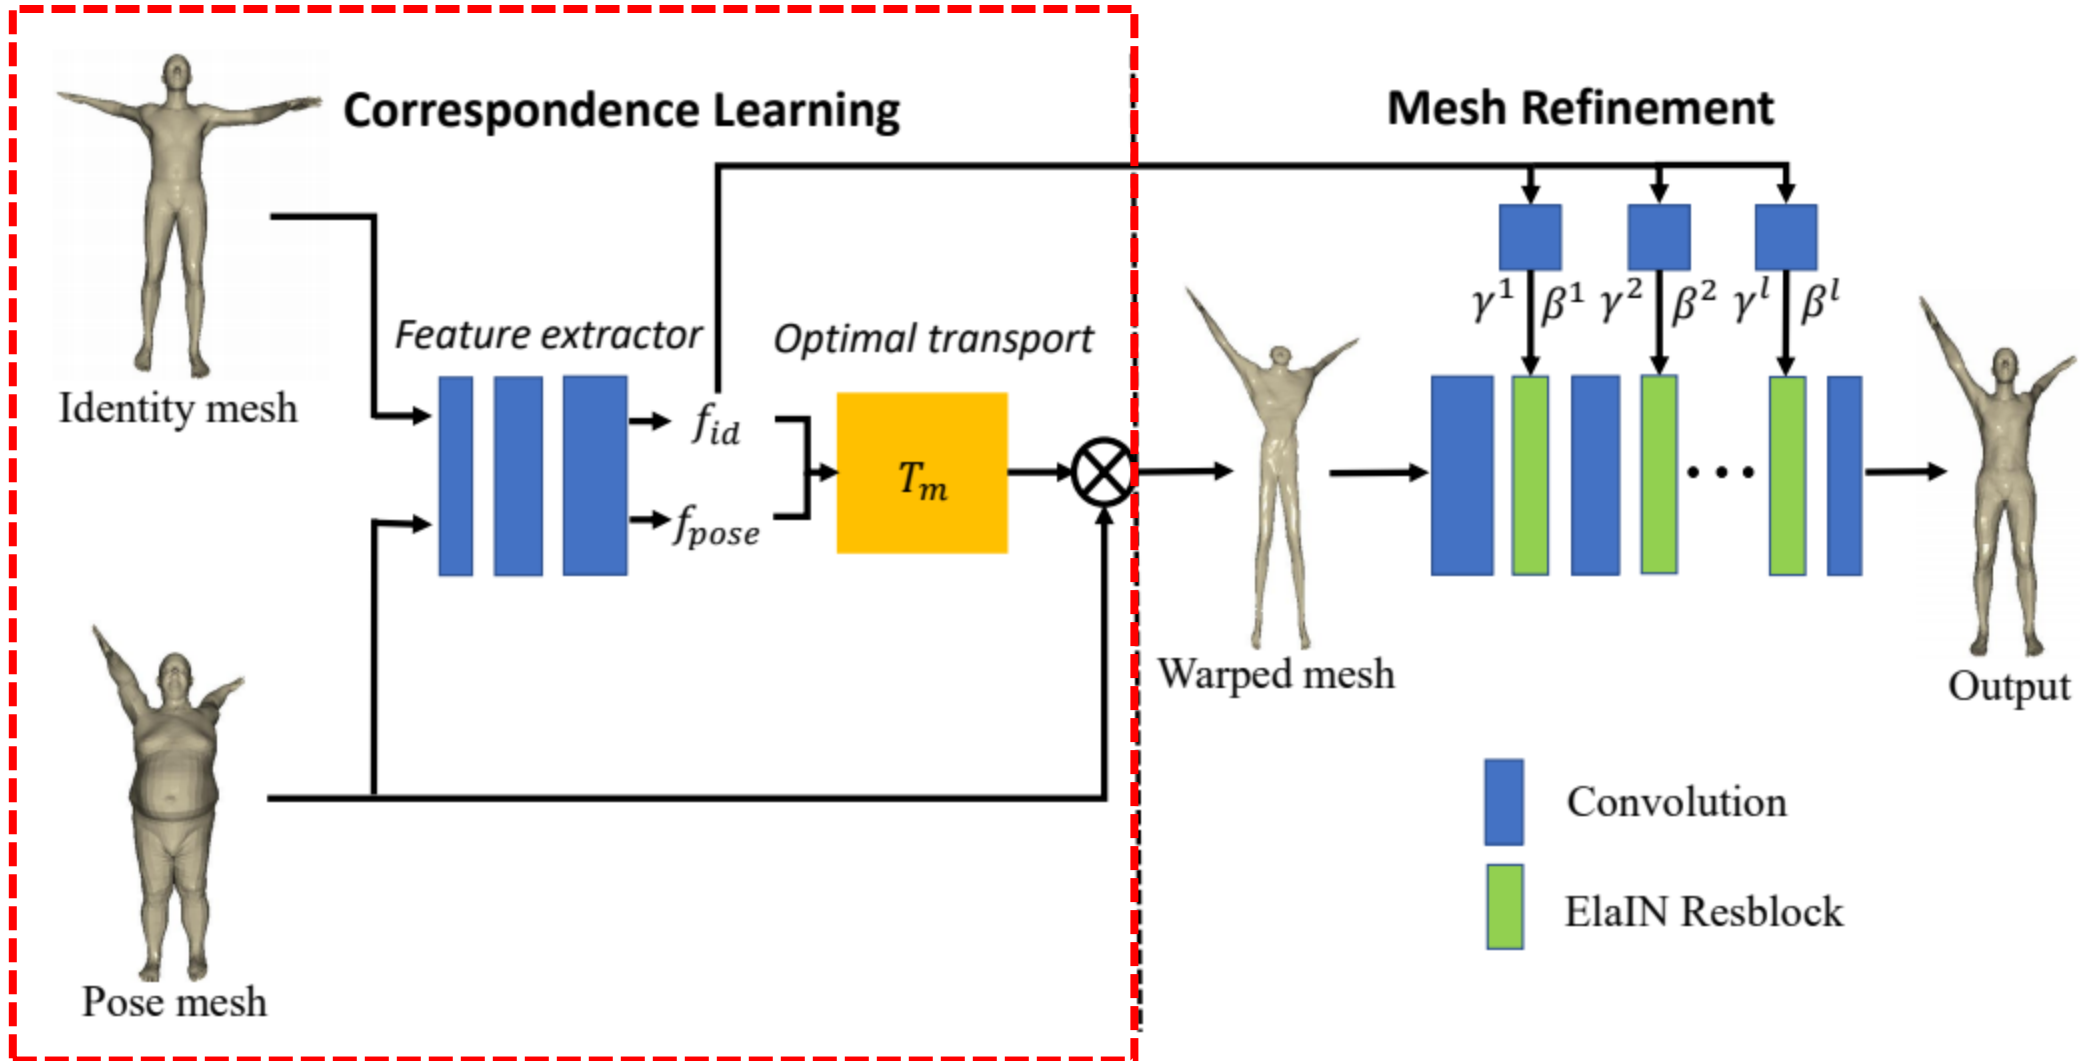 Correspondence Learning
Mesh Refinement
Identity mesh
Feature extractor
Optimal transport
f_id
f_pose
T_m
γ^1 β^1 γ^2 β^2 γ^l β^l
Warped mesh
Output
Pose mesh
Convolution
ElaIN Resblock